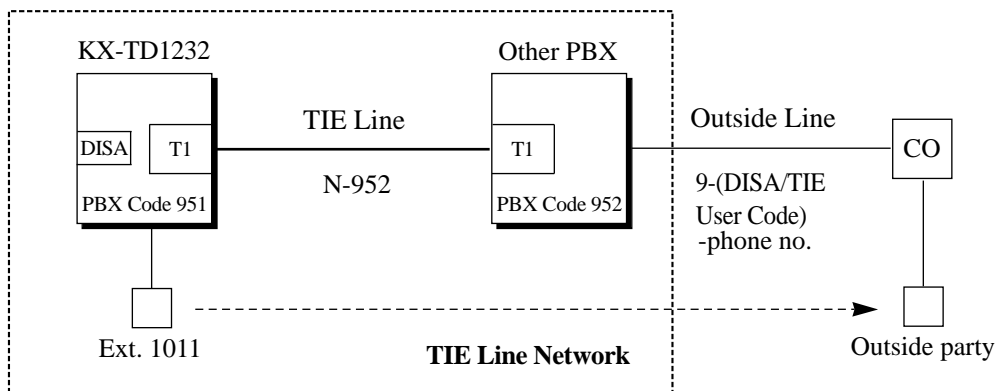 KX-TD1232
Other PBX
DISA
T1
PBX Code 951
TIE Line
N-952
T1
PBX Code 952
Outside Line
CO
9-(DISA/TIE
User Code)
-phone no.
Ext. 1011
TIE Line Network
Outside party